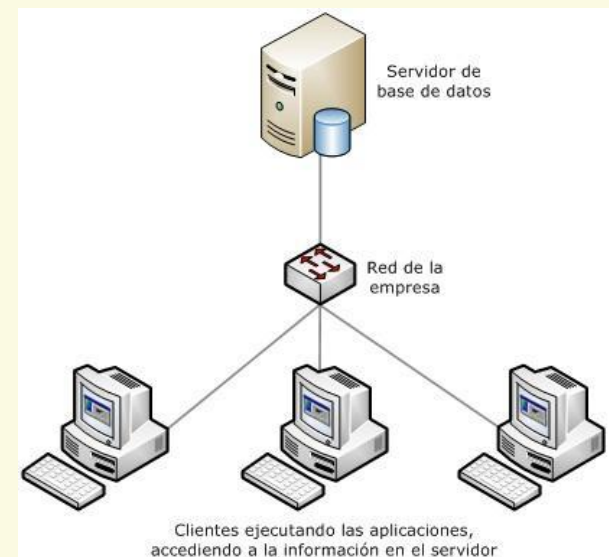 Servidor de
base de datos
Red de la
empresa
Clientes ejecutando las aplicaciones,
accediendo a la información en el servidor